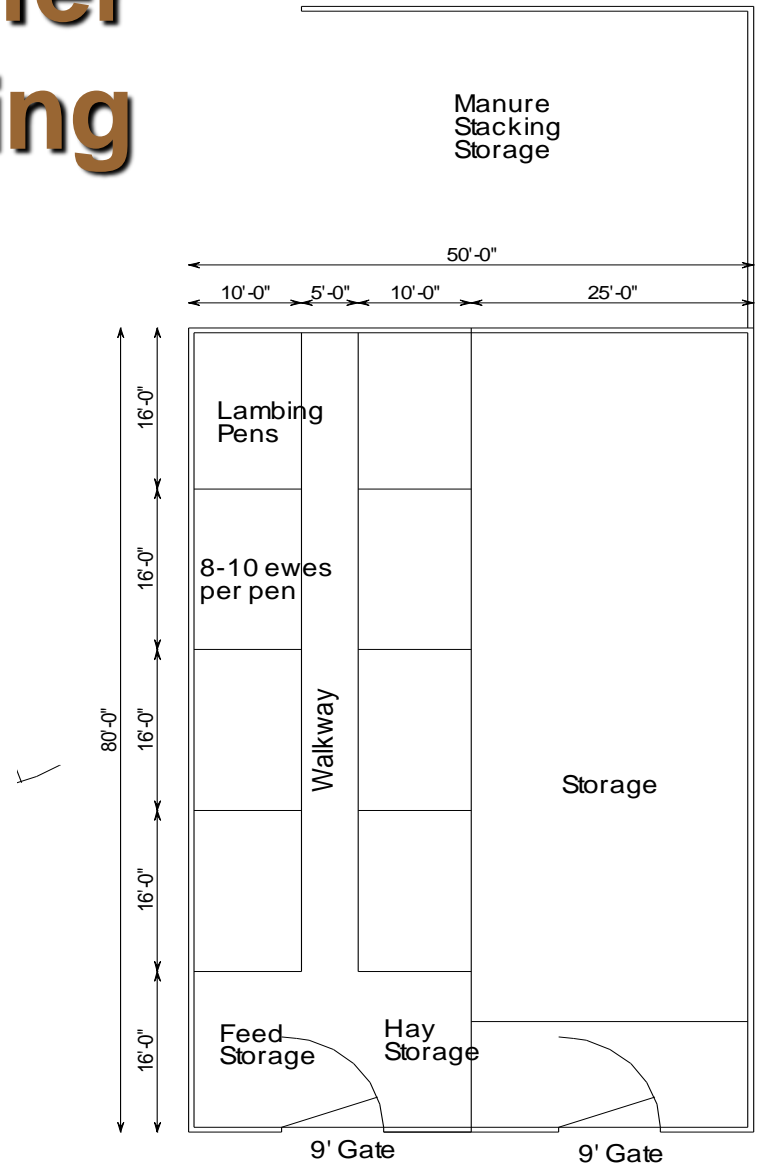 ing
Manure
Stacking
Storage
50'-0"
10'-0" 5'-0" 10'-0" 25'-0"
16'-0"
Lambing
Pens
16'-0"
8-10 ewes
per pen
80'-0"
16'-0"
Walkway
Storage
16'-0"
16'-0"
Feed
Storage
Hay
Storage
9' Gate
9' Gate